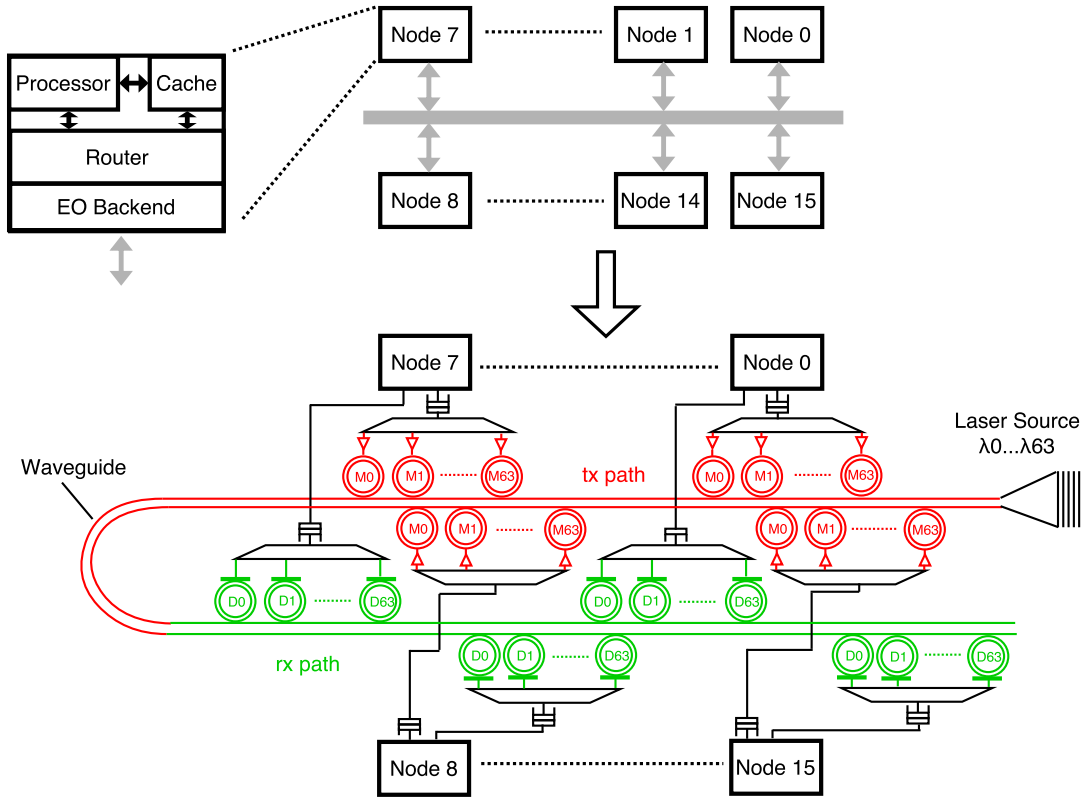 Node 7
Node 1
Node 0
Processor
Cache
Router
EO Backend
Node 8
Node 14
Node 15
Node 7
Node 0
Laser Source
λ0...λ63
Waveguide
M0
M1
M63
tx path
M0
M1
M63
M0
M1
M63
M0
M1
M63
D0
D1
D63
D0
D1
D63
rx path
D0
D1
D63
D0
D1
D63
Node 8
Node 15